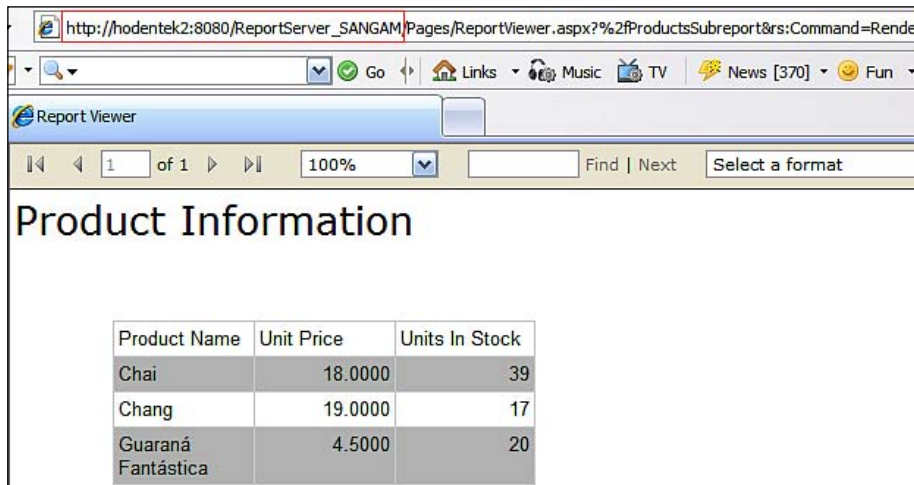 http://hodentek2:8080/ReportServer_SANGAM/Pages/ReportViewer.aspx?%2fProductsSubreport&rs:Command=Rende
Go Links Music TV News [370] Fun
Report Viewer
1 of 1 100% Find | Next Select a format
Product Information
Product Name Unit Price Units In Stock
Chai 18.0000 39
Chang 19.0000 17
Guaraná 4.5000 20
Fantástica